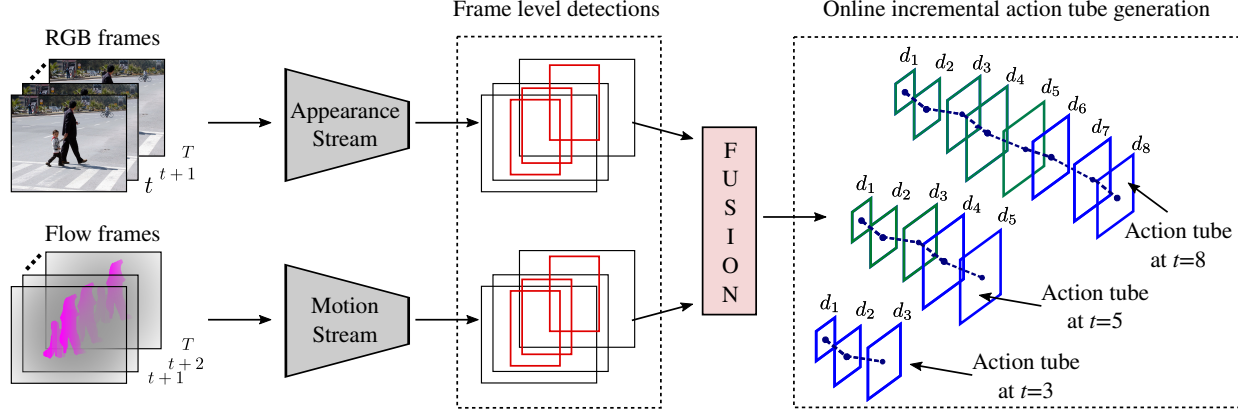 Frame level detections
Online incremental action tube generation
RGB frames
t
t + 1
T
Appearance
Stream
Flow frames
t + 1
t + 2
T
Motion
Stream
F
U
S
I
O
N
d1 d2 d3 d4 d5 d6 d7 d8
Action tube
at t=8
d1 d2 d3 d4 d5
Action tube
at t=5
d1 d2 d3
Action tube
at t=3